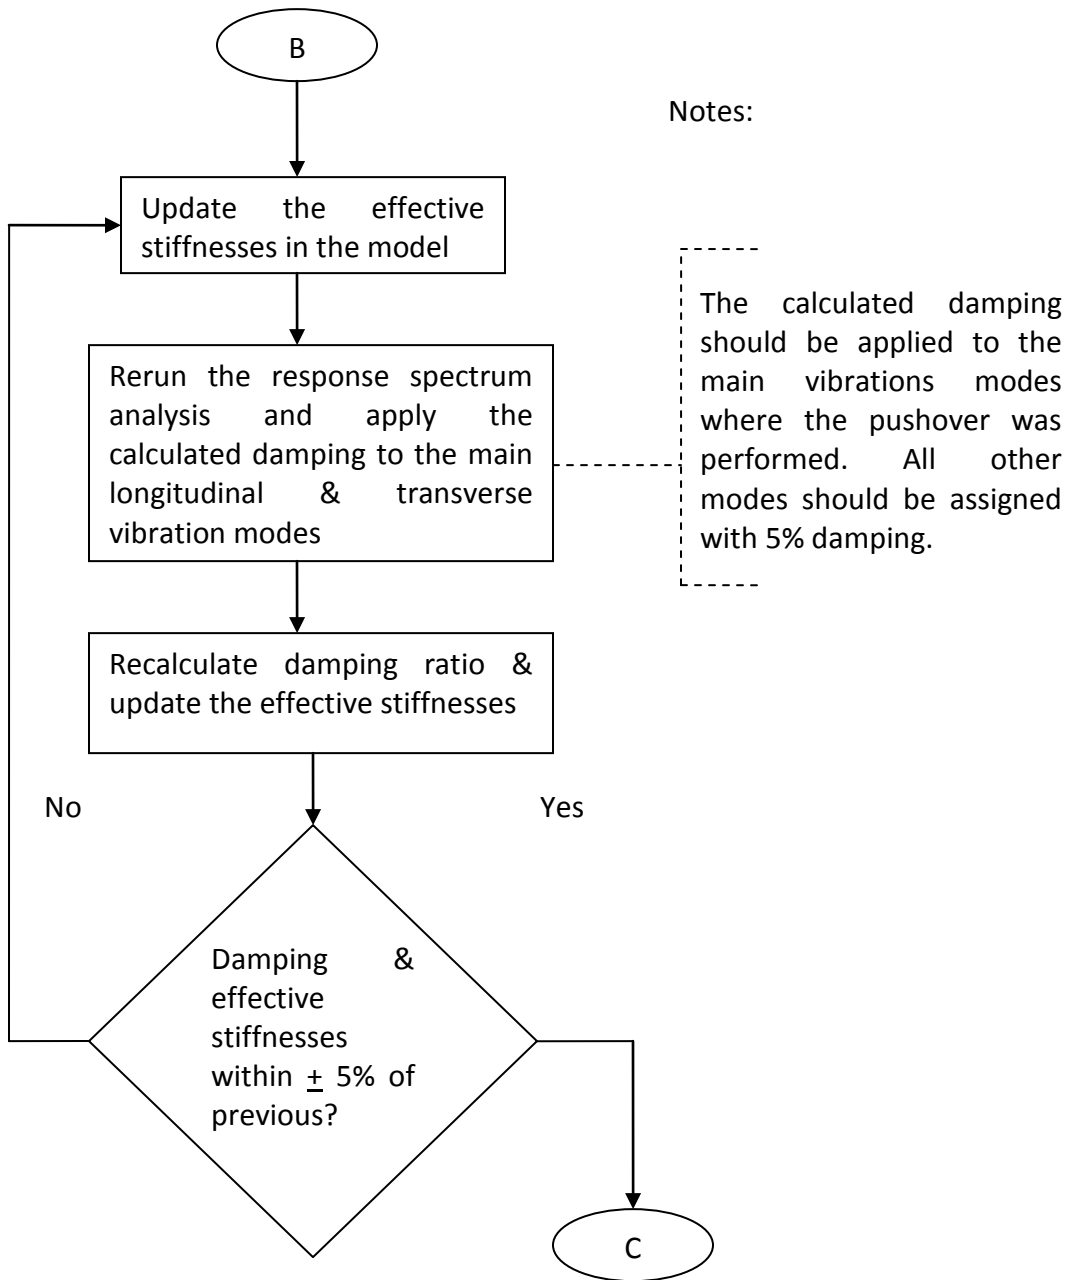 B
Notes:
Update the effective
stiffnesses in the model
Rerun the response spectrum
analysis and apply the
calculated damping to the main
longitudinal & transverse
vibration modes
The calculated damping
should be applied to the
main vibrations modes
where the pushover was
performed. All other
modes should be assigned
with 5% damping.
Recalculate damping ratio &
update the effective stiffnesses
No
Yes
Damping &
effective
stiffnesses
within ± 5% of
previous?
C